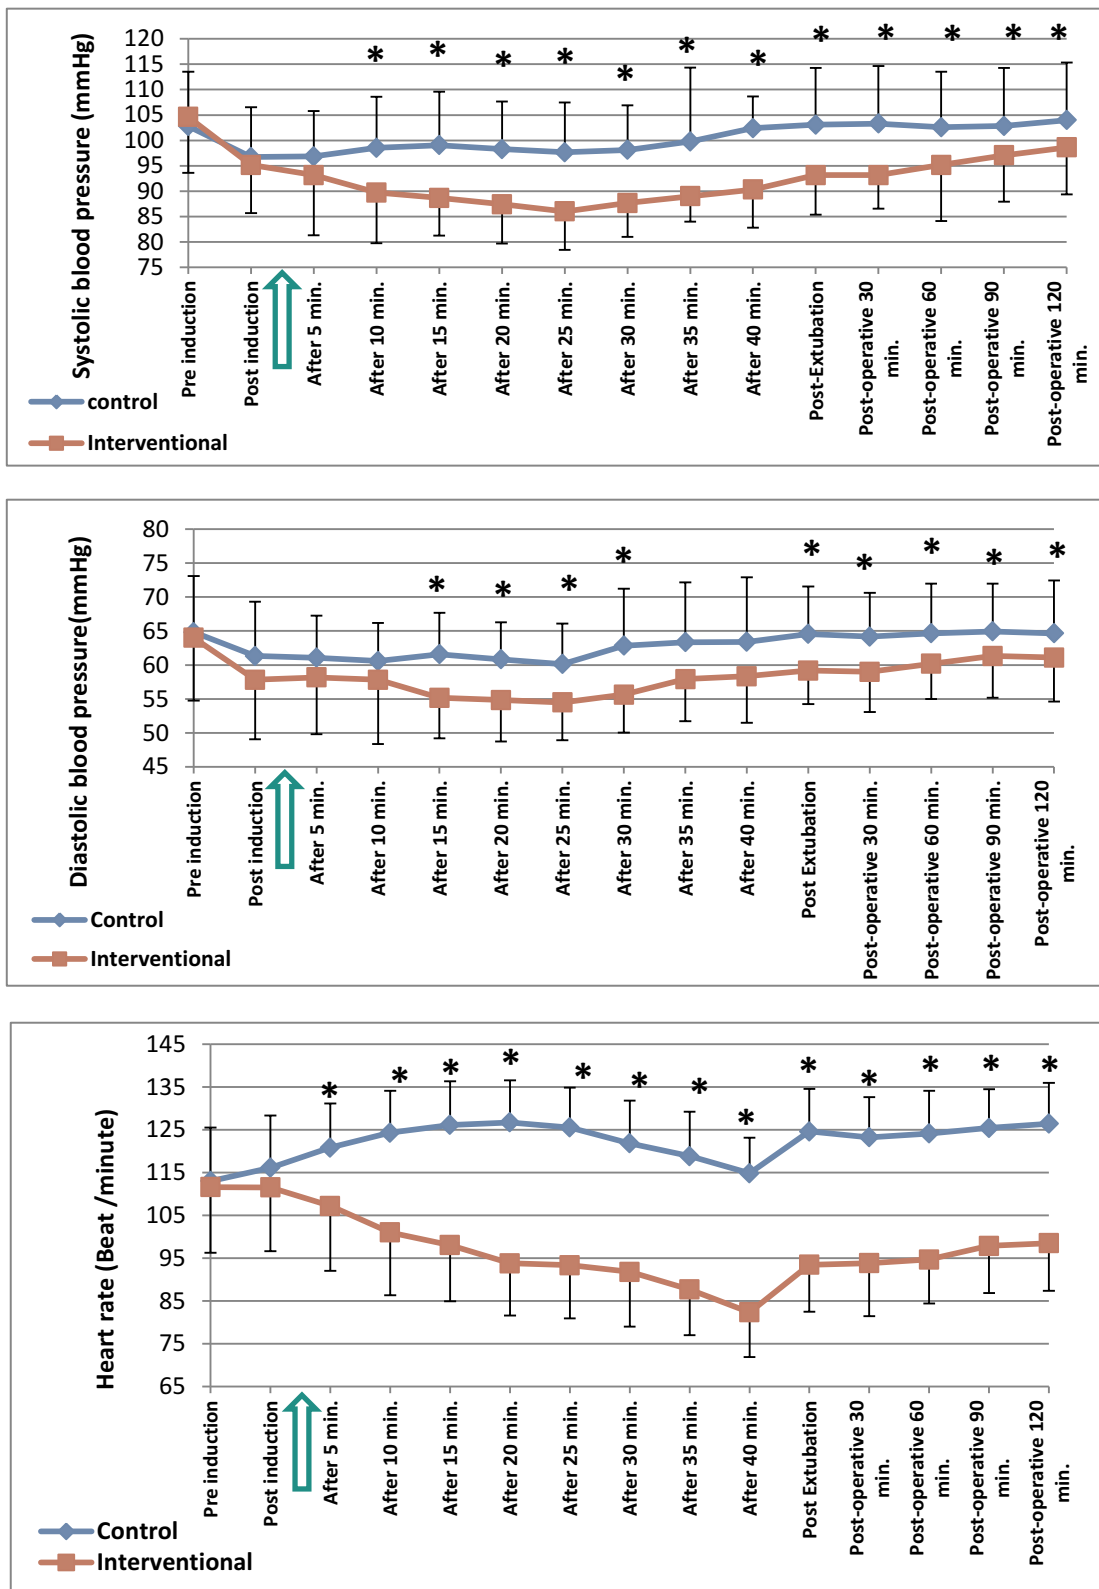 Systolic blood pressure (mmHg)
120
115
110
105
100
95
90
85
80
75
* * * * * * * * * * * * *
Pre induction
Post induction
After 5 min.
After 10 min.
After 15 min.
After 20 min.
After 25 min.
After 30 min.
After 35 min.
After 40 min.
Post-Extubation
Post-operative 30
min.
Post-operative 60
min.
Post-operative 90
min.
Post-operative 120
min.
control
Interventional
Diastolic blood pressure(mmHg)
80
75
70
65
60
55
50
45
* * * * * * * * *
Pre induction
Post induction
After 5 min.
After 10 min.
After 15 min.
After 20 min.
After 25 min.
After 30 min.
After 35 min.
After 40 min.
Post Extubation
Post-operative 30 min.
Post-operative 60 min.
Post-operative 90 min.
Post-operative 120
min.
Control
Interventional
Heart rate (Beat /minute)
145
135
125
115
105
95
85
75
65
* * * * * * * * * * * * *
Pre induction
Post induction
After 5 min.
After 10 min.
After 15 min.
After 20 min.
After 25 min.
After 30 min.
After 35 min.
After 40 min.
Post Extubation
Post-operative 30
min.
Post-operative 60
min.
Post-operative 90
min.
Post-operative 120
min.
Control
Interventional